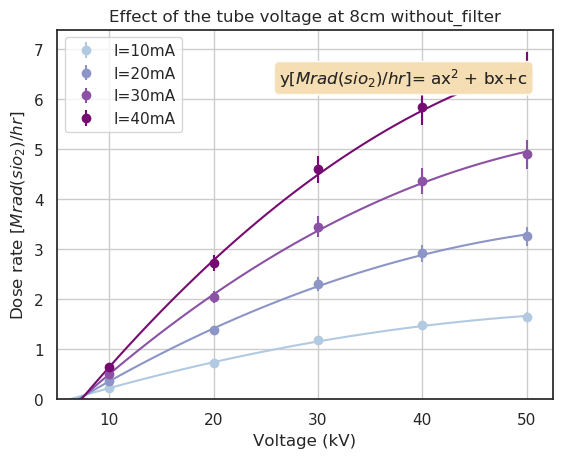 Effect of the tube voltage at 8cm without_filter
I=10mA
I=20mA
I=30mA
I=40mA
y[Mrad(sio₂)/hr]= ax² + bx+c
Dose rate [Mrad(sio₂)/hr]
7
6
5
4
3
2
1
0
10 20 30 40 50
Voltage (kV)